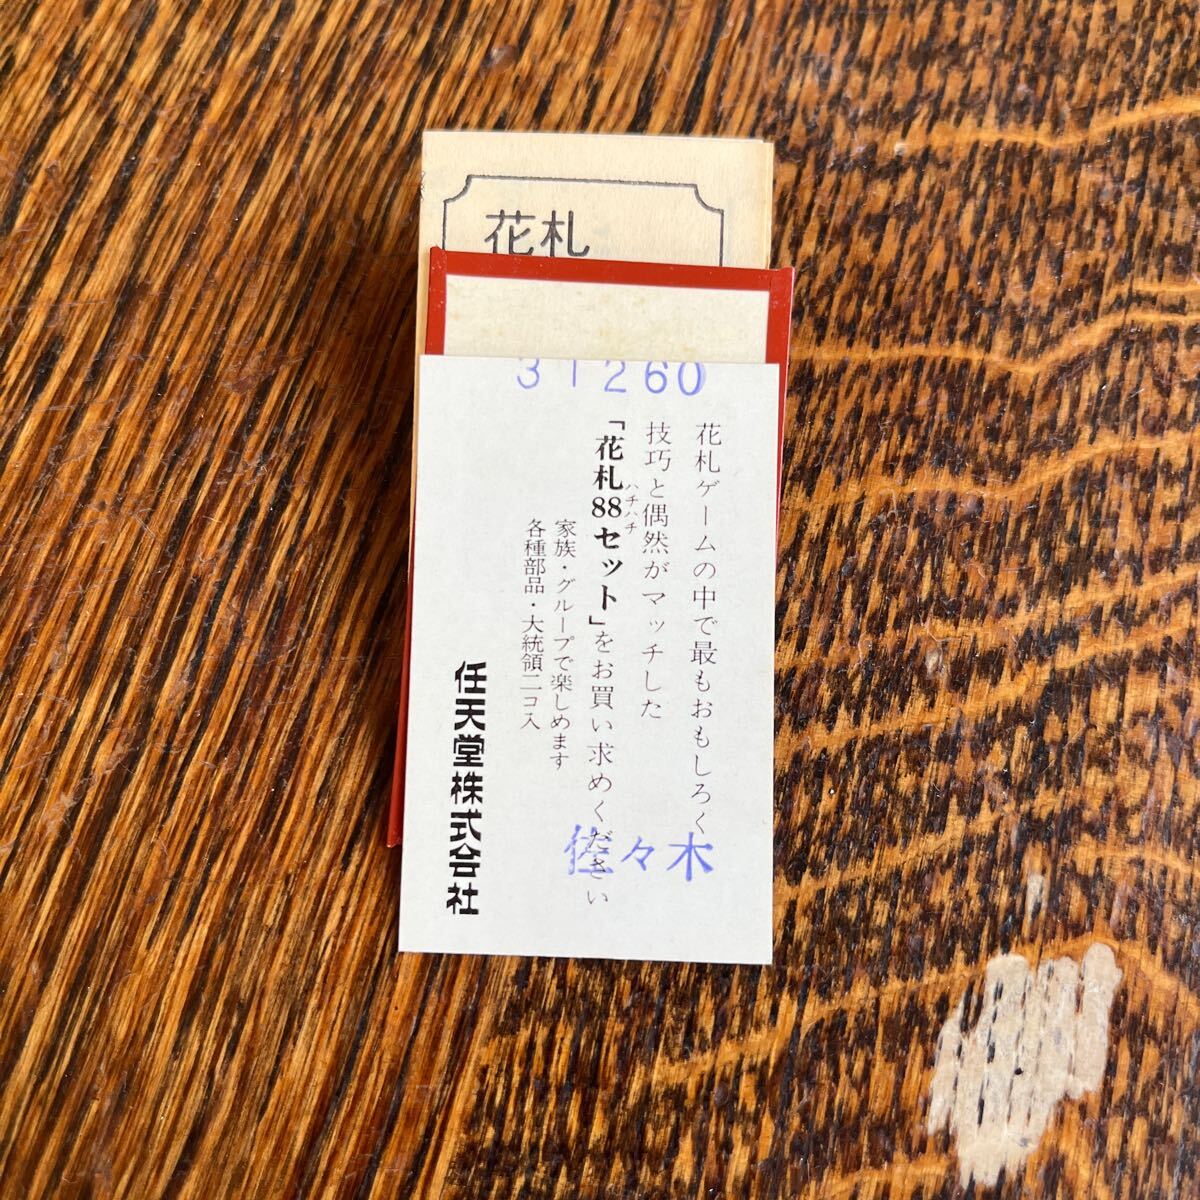 花札
31260
花札ゲームの中で最もおもしろく
技巧と偶然がマッチした
「花札88セット」をお買い求めください
ハチハチ
家族・グループで楽しめます
各種部品・大統領二コ入
任天堂株式会社
佐々木